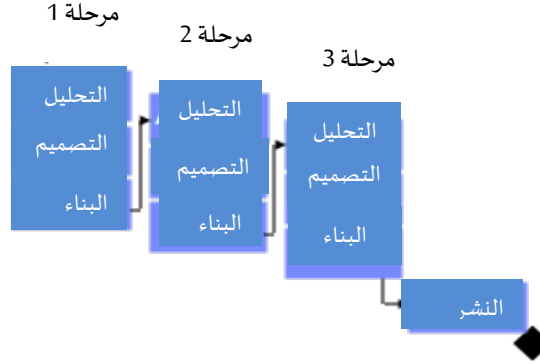 مرحلة 1
التحليل
التصميم
البناء
مرحلة 2
التحليل
التصميم
البناء
مرحلة 3
التحليل
التصميم
البناء
النشر